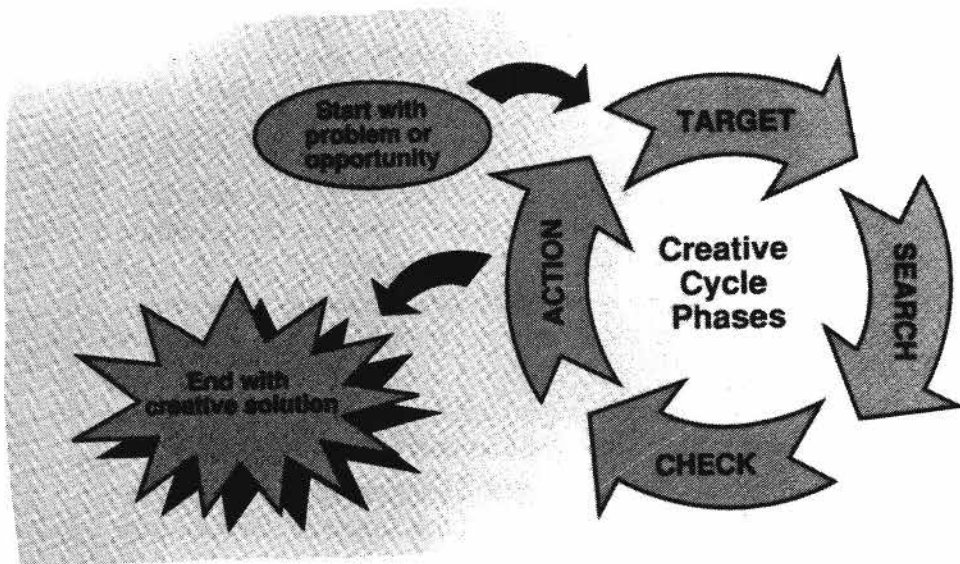 Start with
problem or
opportunity
TARGET
SEARCH
CHECK
ACTION
Creative
Cycle
Phases
End with
creative solution